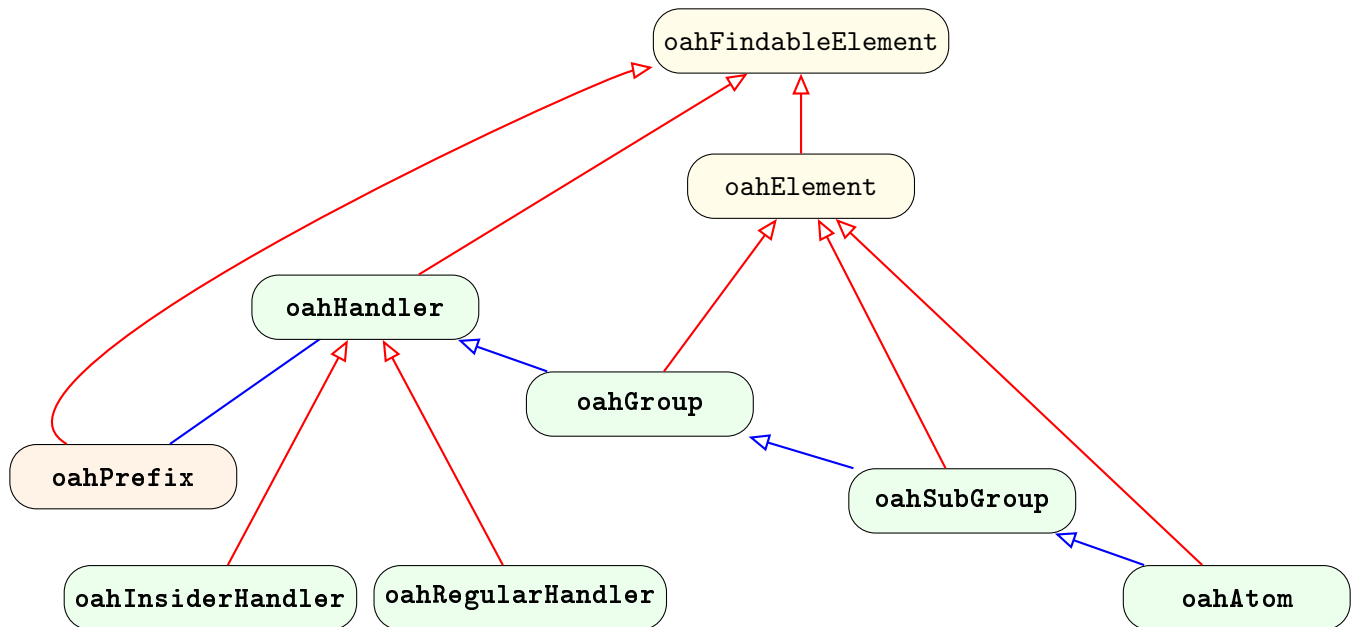 oahFindableElement
oahElement
oahHandler
oahGroup
oahPrefix
oahSubGroup
oahInsiderHandler
oahRegularHandler
oahAtom